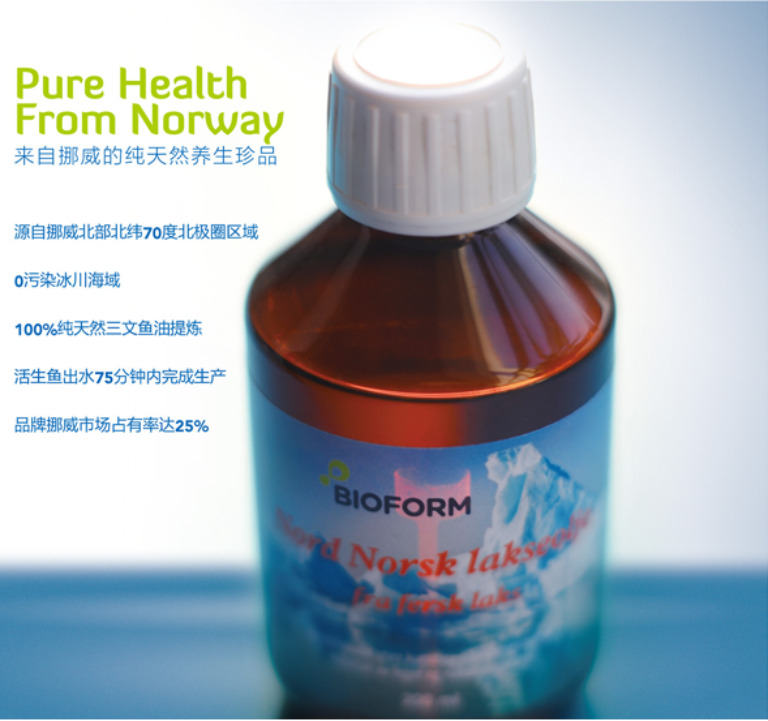 Pure Health
From Norway
来自挪威的纯天然养生珍品
源自挪威北部北纬70度北极圈区域
0污染冰川海域
100%纯天然三文鱼油提炼
活生鱼出水75分钟内完成生产
品牌挪威市场占有率达25%
BIOFORM
Nord Norsk lakseolje
fra fersk laks